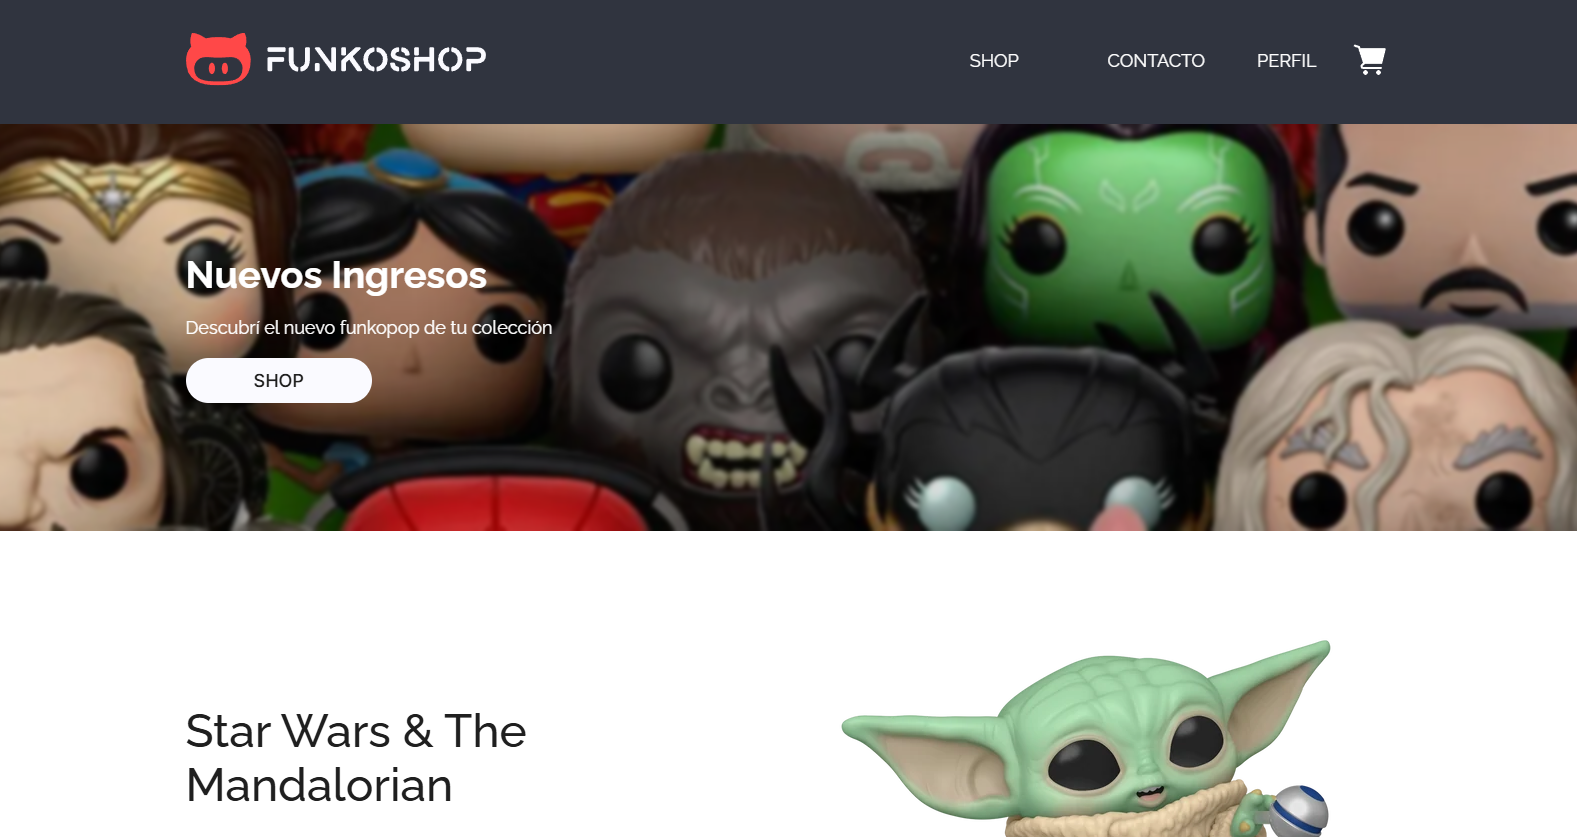 FUNKOSHOP
SHOP
CONTACTO
PERFIL
Nuevos Ingresos
Descubrí el nuevo funkopop de tu colección
SHOP
Star Wars & The
Mandalorian